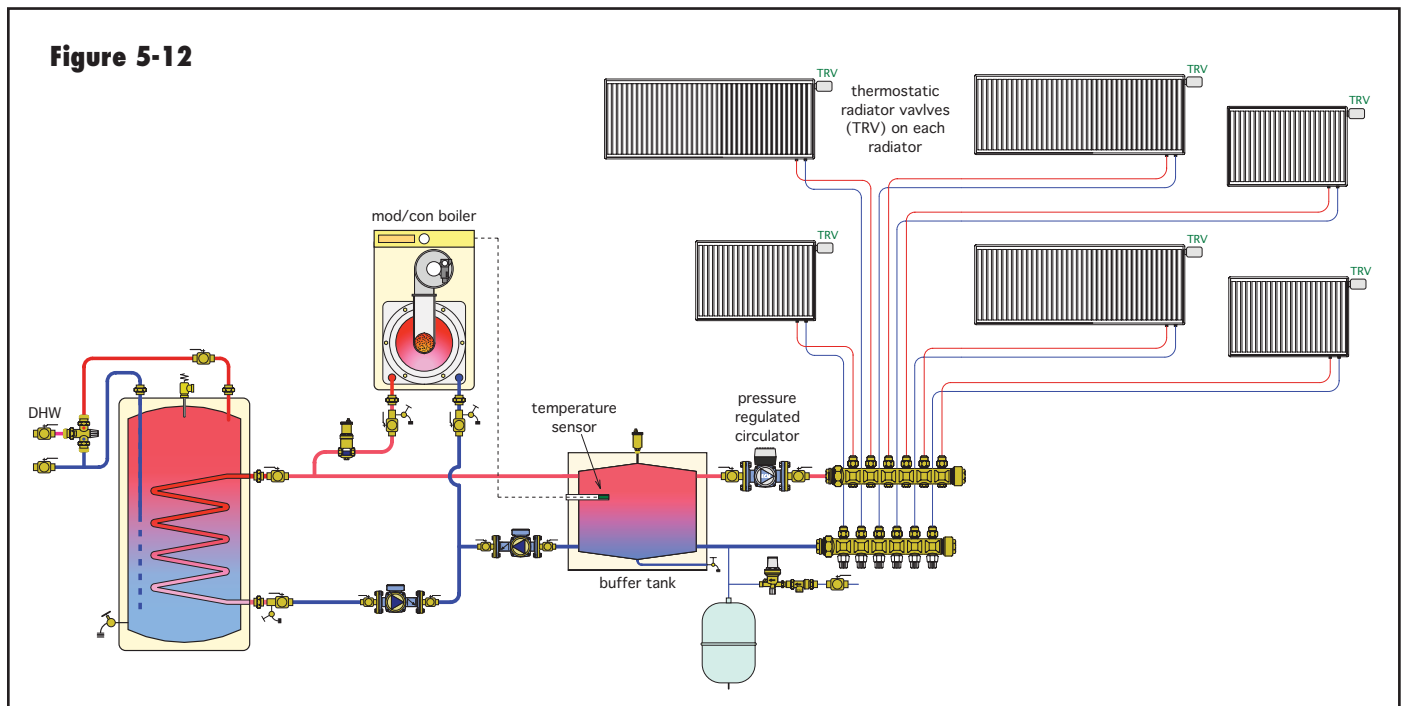 Figure 5-12
TRV
thermostatic
radiator vavlves
(TRV) on each
radiator
TRV
TRV
mod/con boiler
TRV
TRV
TRV
DHW
temperature
sensor
pressure
regulated
circulator
buffer tank